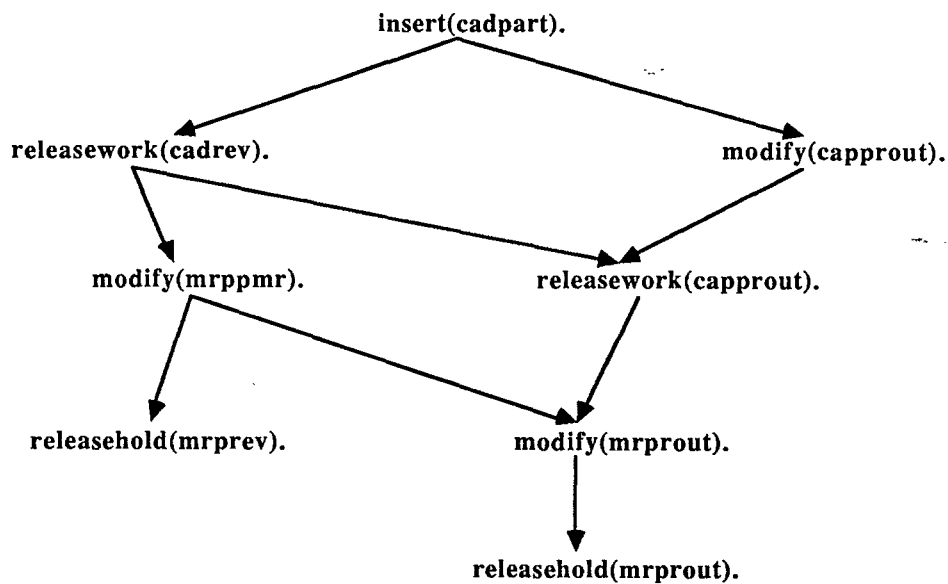 insert(cadpart).
releasework(cadrev).
modify(capprout).
modify(mrppmr).
releasework(capprout).
releasehold(mrprev).
modify(mrprout).
releasehold(mrprout).